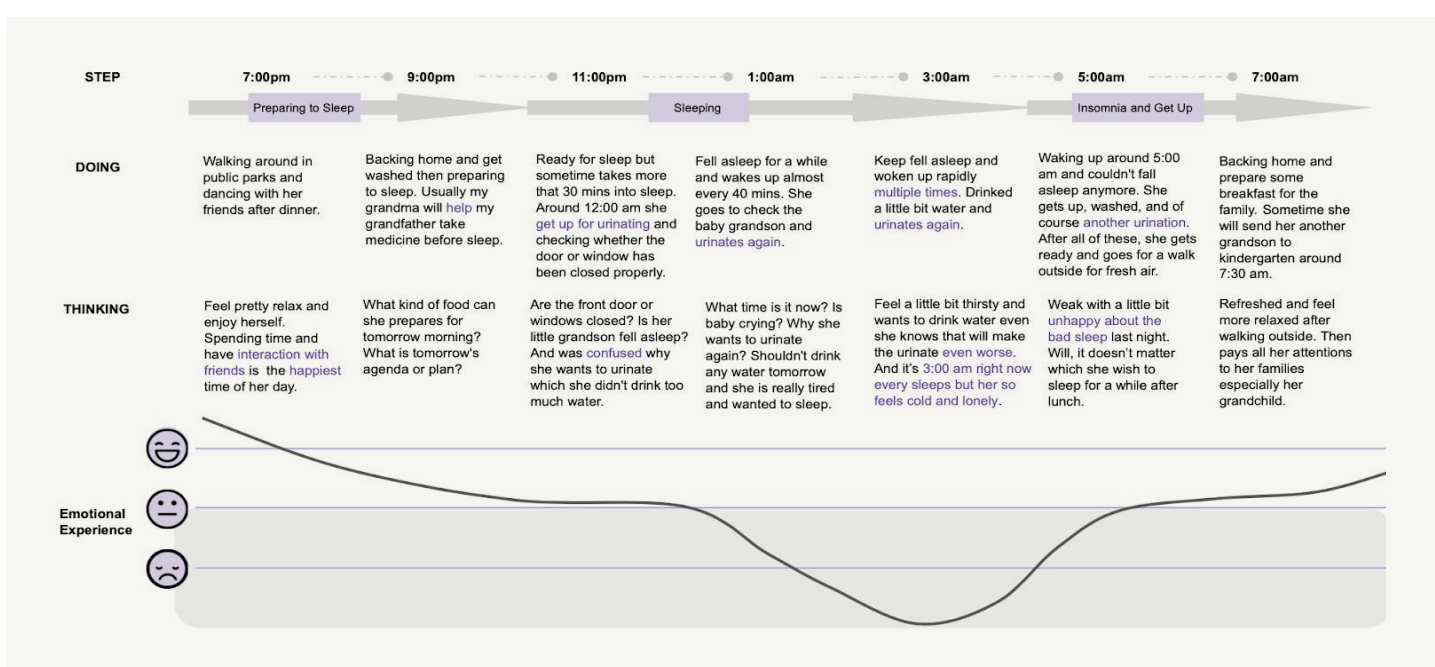 STEP
7:00pm
9:00pm
11:00pm
1:00am
3:00am
5:00am
7:00am
Preparing to Sleep
Sleeping
Insomnia and Get Up
DOING
Walking around in
public parks and
dancing with her
friends after dinner.
Backing home and get
washed then preparing
to sleep. Usually my
grandma will help my
grandfather take
medicine before sleep.
Ready for sleep but
sometime takes more
that 30 mins into sleep.
Around 12:00 am she
get up for urinating and
checking whether the
door or window has
been closed properly.
Fell asleep for a while
and wakes up almost
every 40 mins. She
goes to check the
baby grandson and
urinates again.
Keep fell asleep and
woken up rapidly
multiple times. Drinked
a little bit water and
urinates again.
Waking up around 5:00
am and couldn't fall
asleep anymore. She
gets up, washed, and of
course another urination.
After all of these, she gets
ready and goes for a walk
outside for fresh air.
Backing home and
prepare some
breakfast for the
family. Sometime she
will send her another
grandson to
kindergarten around
7:30 am.
THINKING
Feel pretty relax and
enjoy herself.
Spending time and
have interaction with
friends is the happiest
time of her day.
What kind of food can
she prepares for
tomorrow morning?
What is tomorrow's
agenda or plan?
Are the front door or
windows closed? Is her
little grandson fell asleep?
And was confused why
she wants to urinate
which she didn't drink too
much water.
What time is it now? Is
baby crying? Why she
wants to urinate
again? Shouldn't drink
any water tomorrow
and she is really tired
and wanted to sleep.
Feel a little bit thirsty and
wants to drink water even
she knows that will make
the urinate even worse.
And it's 3:00 am right now
every sleeps but her so
feels cold and lonely.
Weak with a little bit
unhappy about the
bad sleep last night.
Will, it doesn't matter
which she wish to
sleep for a while after
lunch.
Refreshed and feel
more relaxed after
walking outside. Then
pays all her attentions
to her families
especially her
grandchild.
Emotional
Experience